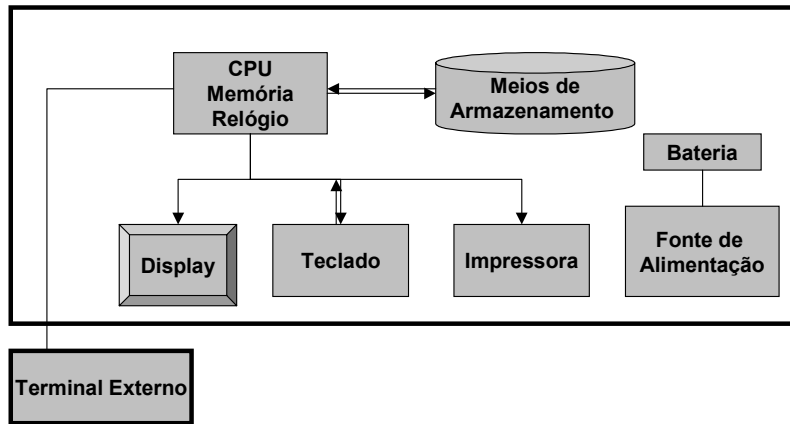 CPU
Memória
Relógio
Meios de
Armazenamento
Bateria
Display
Teclado
Impressora
Fonte de
Alimentação
Terminal Externo